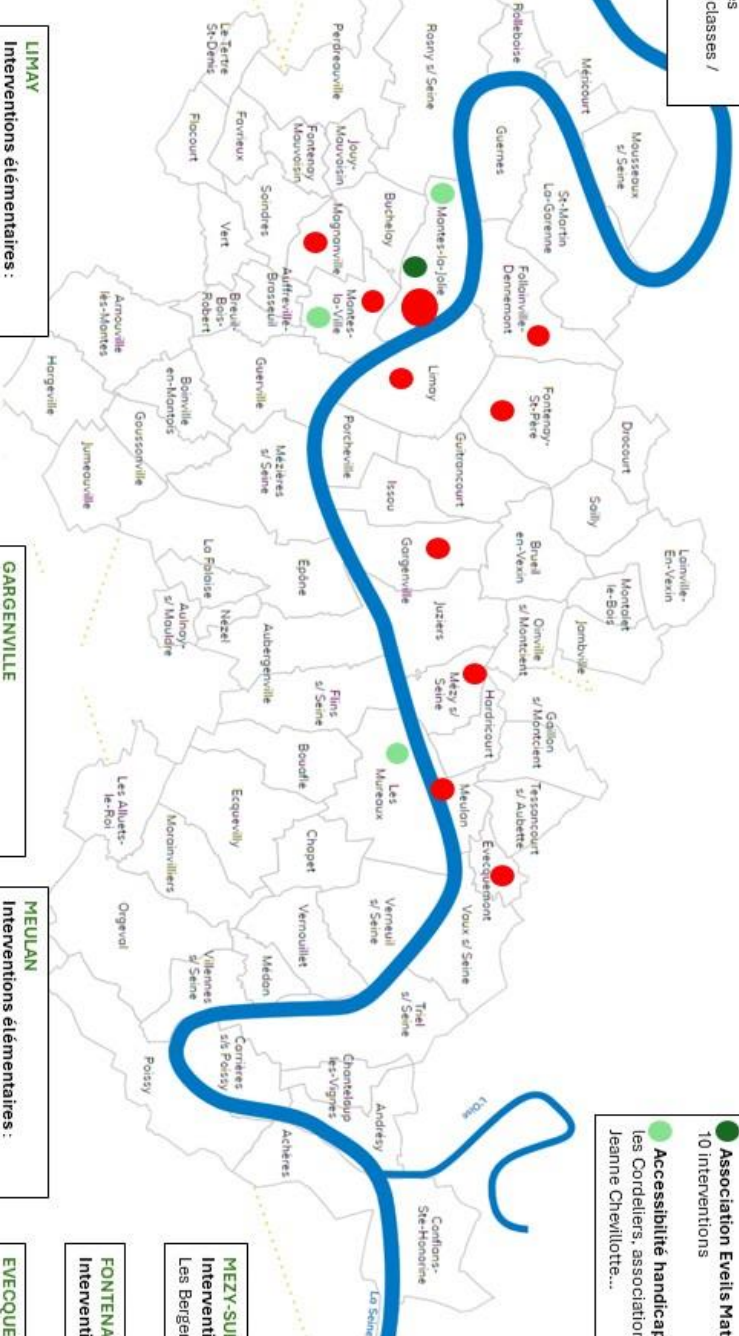 es
classes /
Association Eveils Mat
10 interventions
Accessibilité handicap
les Cordeliers, association
Jeanne Chevillotte...
Lainville-
En-Vexin
Montalet
le-Bois
Jambville
Drocourt
Sailly
Brueil
en-Vexin
Oinville
s/ Montcient
Gaillon
s/ Montcient
Tessancourt
s/ Aubette
Mousseaux
s/ Seine
Méricourt
Rolleboise
St-Martin
La-Garenne
Guernes
Follainville-
Dennemont
Fontenay-
St-Père
Guitrancourt
Hardricourt
Mézy s/
Seine
Meulan
Evecquemont
Vaux s/ Seine
Rosny s/ Seine
Mantes-la-Jolie
Limay
Issou
Gargenville
Juziers
Les
Mureaux
Verneuil
s/ Seine
Triel
s/ Seine
L'Oise
Conflans-
Ste-Honorine
Andrésy
La Seine
Perdreauville
Jouy-
Mauvoisin
Buchelay
Fontenay
Mauvoisin
Magnanville
Mantes-
la-Ville
Porcheville
Epône
Flins
s/ Seine
Bouafle
Chapet
Vernouillet
Chanteloup
les-Vignes
Le Tertre
St-Denis
Favrieux
Flacourt
Soindres
Vert
Auffreville-
Brasseuil
Breuil-
Bois-
Robert
Guerville
Mézières
s/ Seine
La Falaise
Nézel
Aulnay-
s/ Mauldre
Aubergenville
Ecquevilly
Morainvilliers
Médan
Villennes
s/ Seine
Carrières
s/s Poissy
Achères
Arnouville
lès-Mantes
Boinville
en-Mantois
Goussonville
Hargeville
Jumeauville
Les Alluets-
le-Roi
Orgeval
Poissy
LIMAY
Interventions élémentaires :
GARGENVILLE
MEULAN
Interventions élémentaires :
MEZY-SU
Interventi
Les Berge
FONTENA
Interventi
EVECQUE